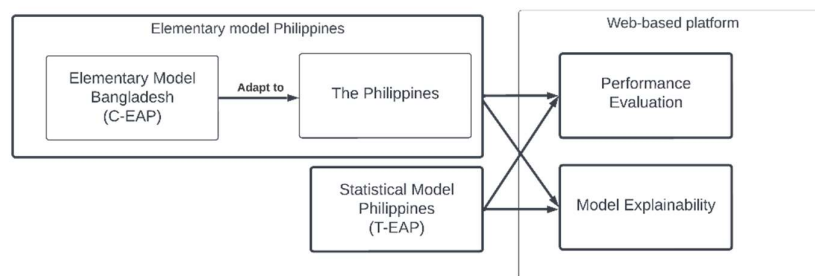 Elementary model Philippines
Web-based platform
Elementary Model
Bangladesh
(C-EAP)
Adapt to
The Philippines
Performance
Evaluation
Statistical Model
Philippines
(T-EAP)
Model Explainability